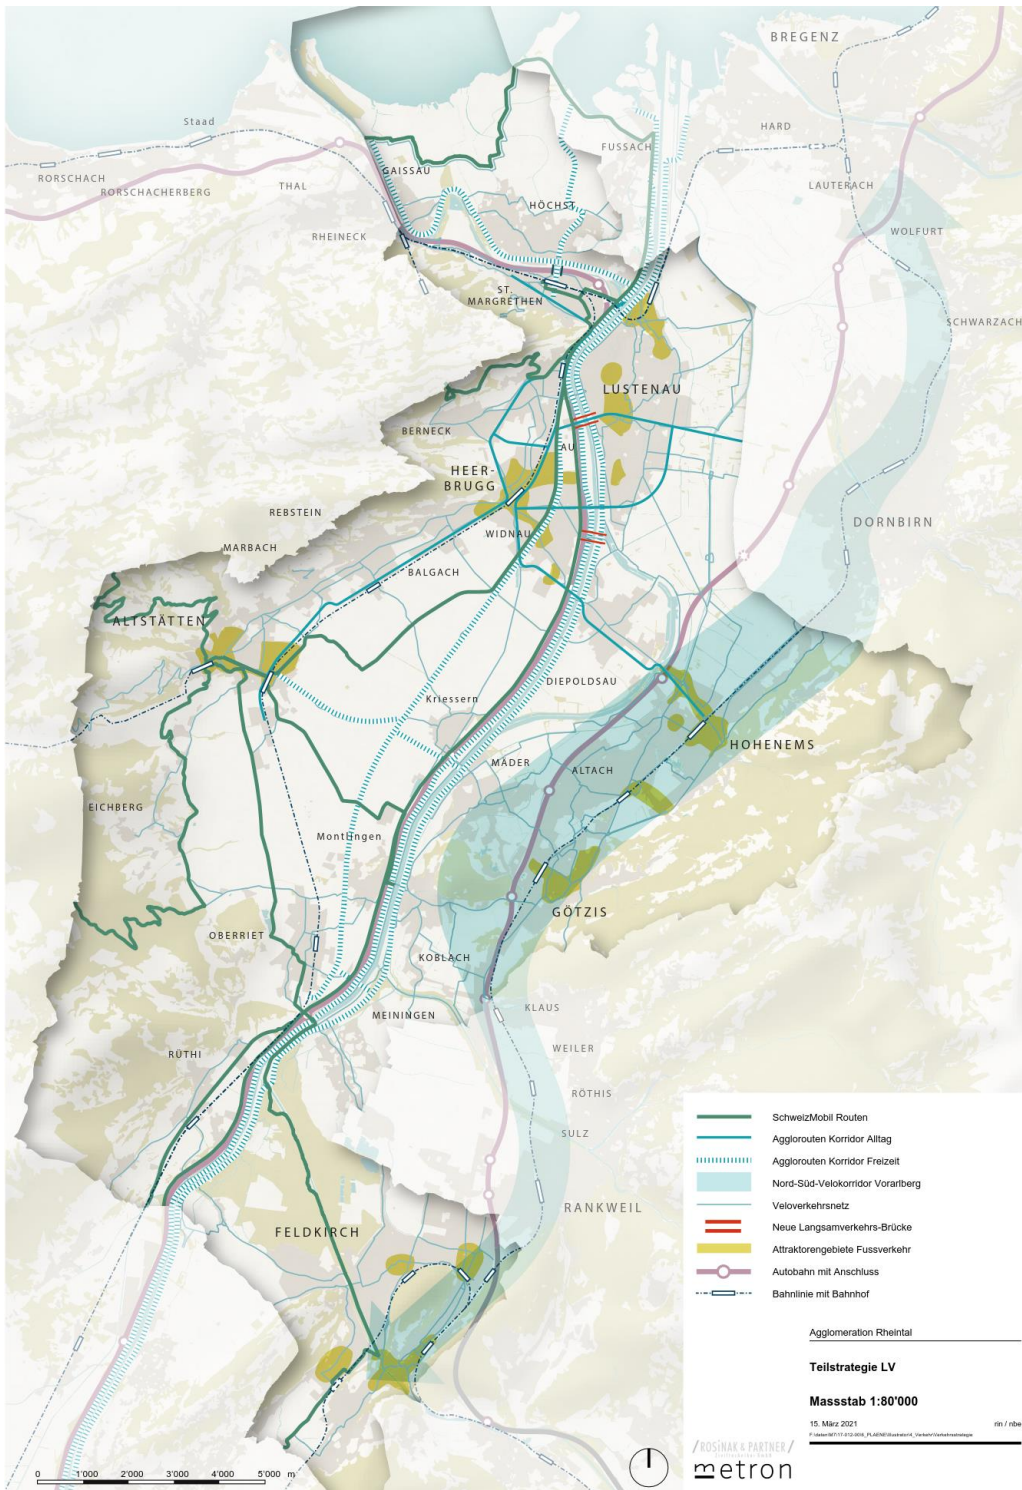 BREGENZ
Staad
HARD
FUSSACH
GAISSAU
RORSCHACH
RORSCHACHERBERG
THAL
LAUTERACH
HÖCHST
WOLFURT
RHEINECK
ST.
MARGRETHEN
SCHWARZACH
LUSTENAU
BERNECK
AU
HEER-
BRUGG
REBSTEIN
DORNBIRN
WIDNAU
MARBACH
BALGACH
ALTSTÄTTEN
DIEPOLDSAU
Kriessern
HOHENEMS
MÄDER
ALTACH
EICHBERG
Montlingen
GÖTZIS
OBERRIET
KOBLACH
KLAUS
MEININGEN
WEILER
RÜTHI
RÖTHIS
SULZ
RANKWEIL
FELDKIRCH
SchweizMobil Routen
Agglorouten Korridor Alltag
Agglorouten Korridor Freizeit
Nord-Süd-Velokorridor Vorarlberg
Veloverkehrsnetz
Neue Langsamverkehrs-Brücke
Attraktorengebiete Fussverkehr
Autobahn mit Anschluss
Bahnlinie mit Bahnhof
Agglomeration Rheintal
Teilstrategie LV
Massstab 1:80'000
15. März 2021 rin / nbe
/ROSINAK & PARTNER/
metron
0 1'000 2'000 3'000 4'000 5'000 m